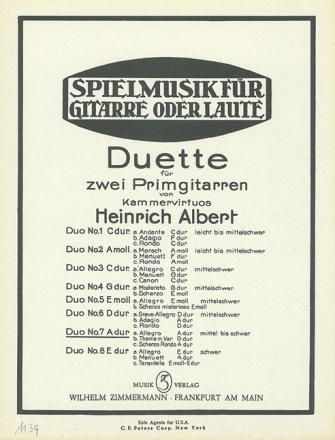 SPIELMUSIK FÜR
GITARRE ODER LAUTE
Duette
für
zwei Primgitarren
von
Kammervirtuos
Heinrich Albert
Duo No.1 C dur. a. Andante C dur leicht bis mittelschwer
b. Adagio F dur
c. Rondo C dur
Duo No.2 A moll. a. Marsch A moll leicht bis mittelschwer
b. Menuett F dur
c. Rondo A moll
Duo No.3 C dur. a. Allegro C dur mittelschwer
b. Menuett G dur
c. Canon C dur
Duo No.4 G dur a. Moderato G dur mittelschwer
b. Scherzo E moll
Duo No.5 E moll a. Allegro E moll mittelschwer
b. Scherzo misterioso E moll
Duo No.6 D dur a. Breve-Allegro D dur mittelschwer
b. Adagio A dur
c. Rondo D dur
Duo No.7 A dur a. Allegro A dur mittel bis schwer
b. Thema m. Var D dur
c. Scherzo Rondo A dur
Duo No.8 E dur a. Allegro E dur schwer
b. Menuett A dur
c. Tarantella E moll-E dur
MUSIK VERLAG
WILHELM ZIMMERMANN - FRANKFURT AM MAIN
1139
Sole Agents for U.S.A.
C. F. Peters Corp. New York